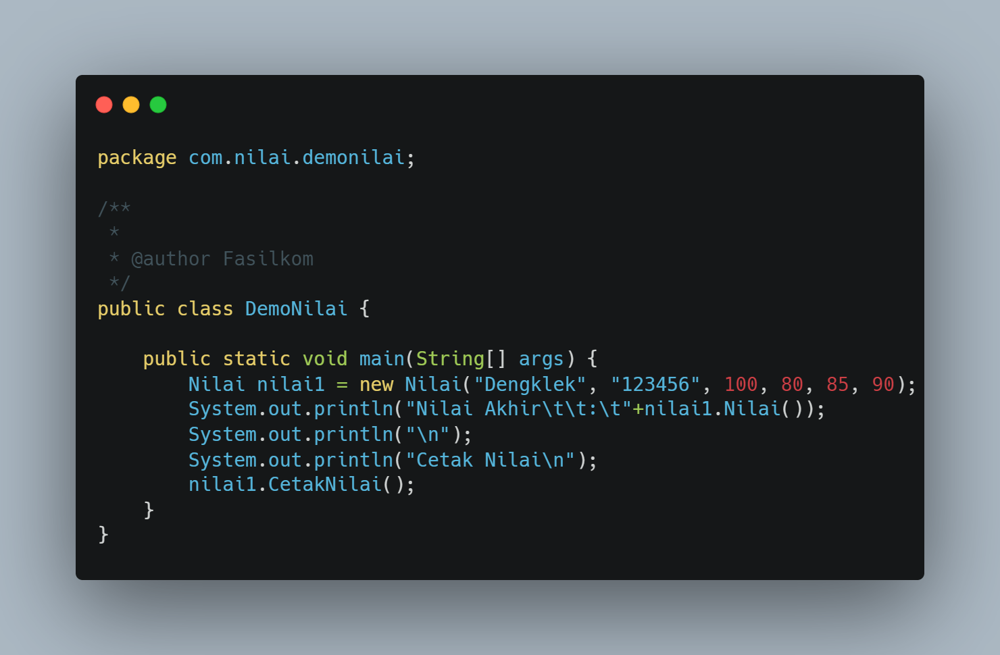 package com.nilai.demonilai;
/**
 *
 * @author Fasilkom
 */
public class DemoNilai {
    public static void main(String[] args) {
        Nilai nilai1 = new Nilai("Dengklek", "123456", 100, 80, 85, 90);
        System.out.println("Nilai Akhir\t\t:\t"+nilai1.Nilai());
        System.out.println("\n");
        System.out.println("Cetak Nilai\n");
        nilai1.CetakNilai();
    }
}